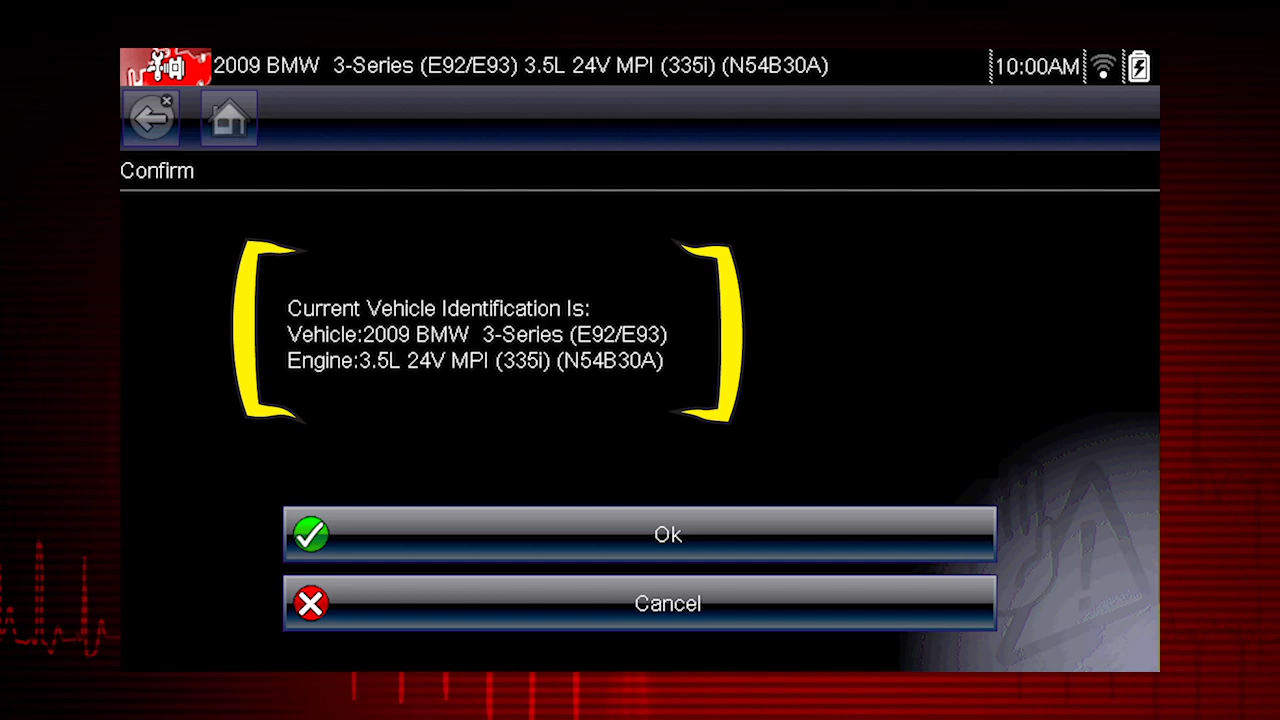 2009 BMW  3-Series (E92/E93) 3.5L 24V MPI (335i) (N54B30A)
10:00AM
Confirm
Current Vehicle Identification Is:
Vehicle:2009 BMW  3-Series (E92/E93)
Engine:3.5L 24V MPI (335i) (N54B30A)
Ok
Cancel